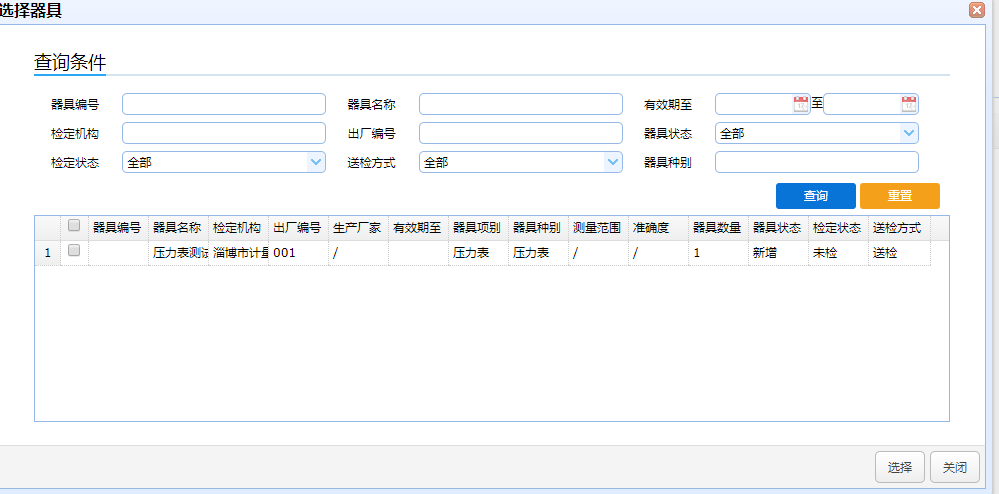 选择器具
查询条件
器具编号 器具名称 有效期至 至
检定机构 出厂编号 器具状态 全部
检定状态 全部 送检方式 全部 器具种别
查询 重置
器具编号 器具名称 检定机构 出厂编号 生产厂家 有效期至 器具项别 器具种别 测量范围 准确度 器具数量 器具状态 检定状态 送检方式
1 压力表测试 淄博市计量 001 / 压力表 压力表 / / 1 新增 未检 送检
选择 关闭